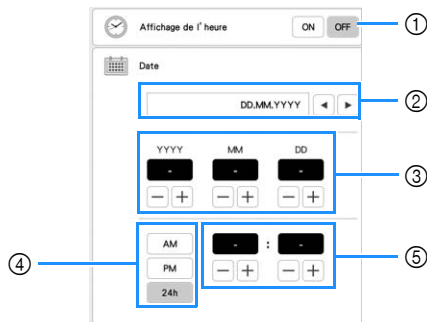 Affichage de l'heure ON OFF ①
Date
DD.MM.YYYY ◄ ► ②
YYYY MM DD
- - - ③
− + − + − +
AM - : - ⑤
④ PM − + − +
24h